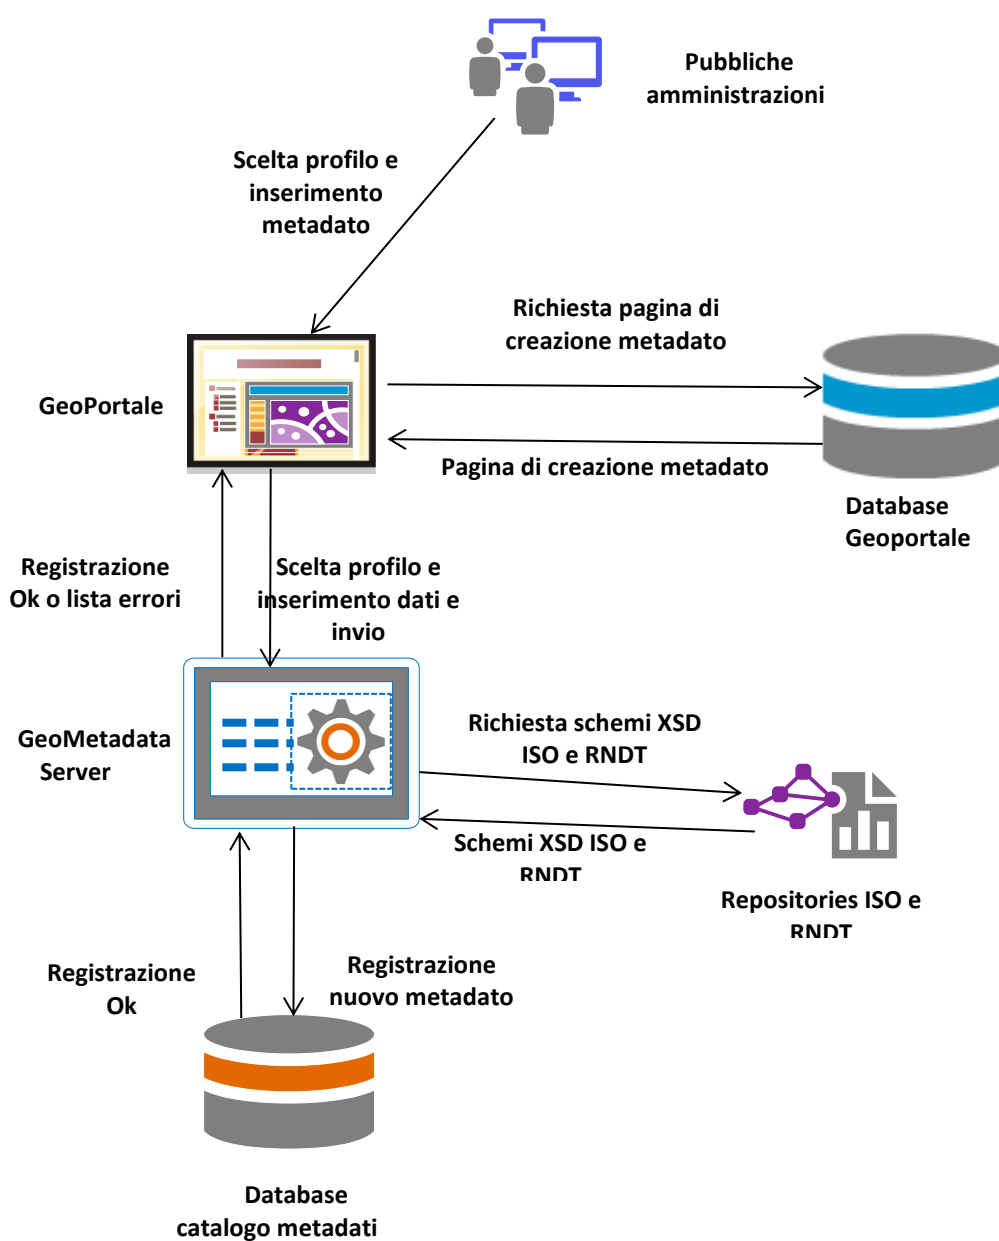 Pubbliche
amministrazioni
Scelta profilo e
inserimento
metadato
Richiesta pagina di
creazione metadato
GeoPortale
Pagina di creazione metadato
Database
Geoportale
Registrazione
Ok o lista errori
Scelta profilo e
inserimento dati e
invio
GeoMetadata
Server
Richiesta schemi XSD
ISO e RNDT
Schemi XSD ISO e
RNDT
Repositories ISO e
RNDT
Registrazione
Ok
Registrazione
nuovo metadato
Database
catalogo metadati